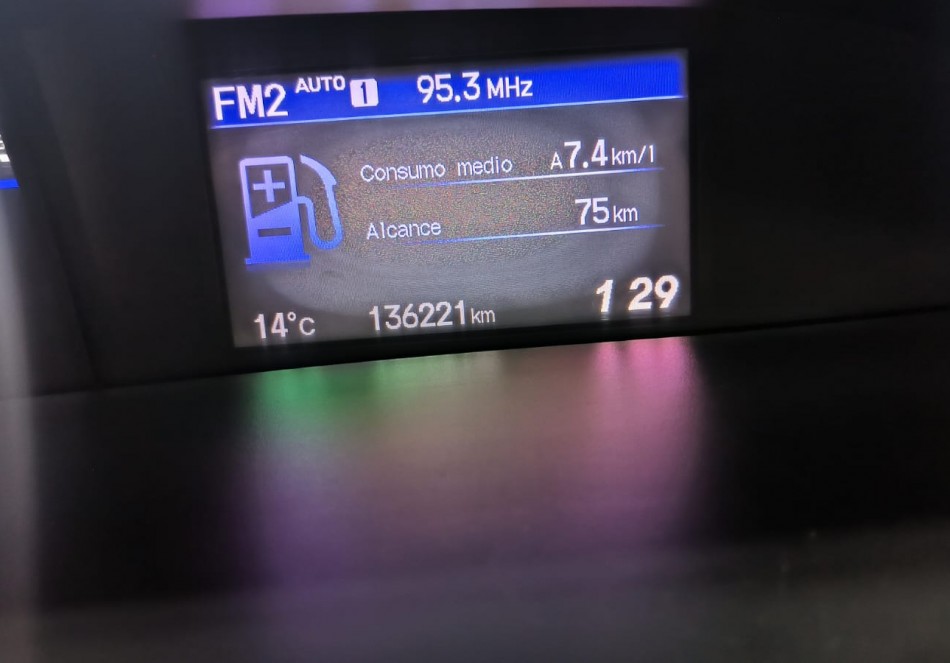 FM2 AUTO 1 95.3 MHz
Consumo medio A7.4 km/l
Alcance 75 km
14°C 136221 km 1 29